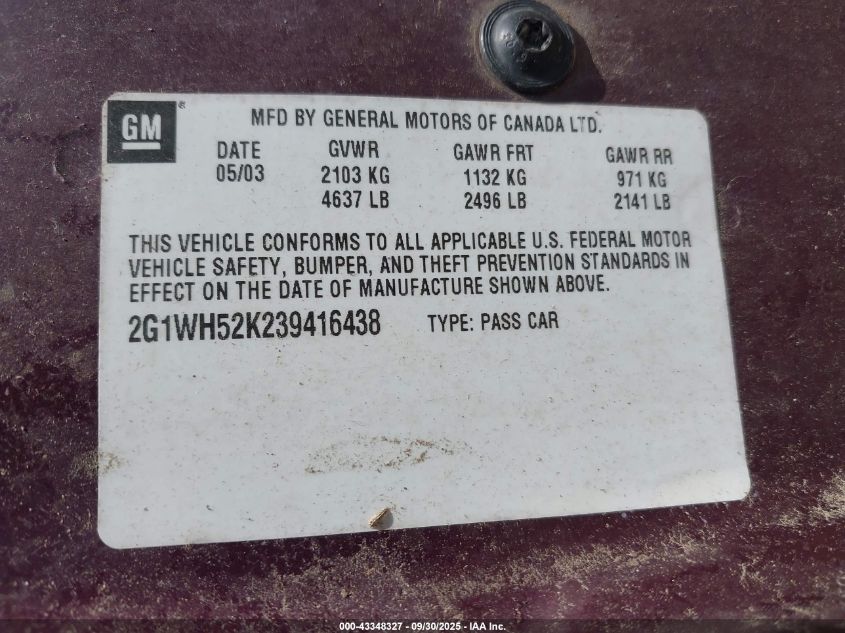 GM
®
MFD BY GENERAL MOTORS OF CANADA LTD.
DATE GVWR GAWR FRT GAWR RR
05/03 2103 KG 1132 KG 971 KG
4637 LB 2496 LB 2141 LB
THIS VEHICLE CONFORMS TO ALL APPLICABLE U.S. FEDERAL MOTOR
VEHICLE SAFETY, BUMPER, AND THEFT PREVENTION STANDARDS IN
EFFECT ON THE DATE OF MANUFACTURE SHOWN ABOVE.
2G1WH52K239416438 TYPE: PASS CAR
000-43348327 - 09/30/2025 - IAA Inc.